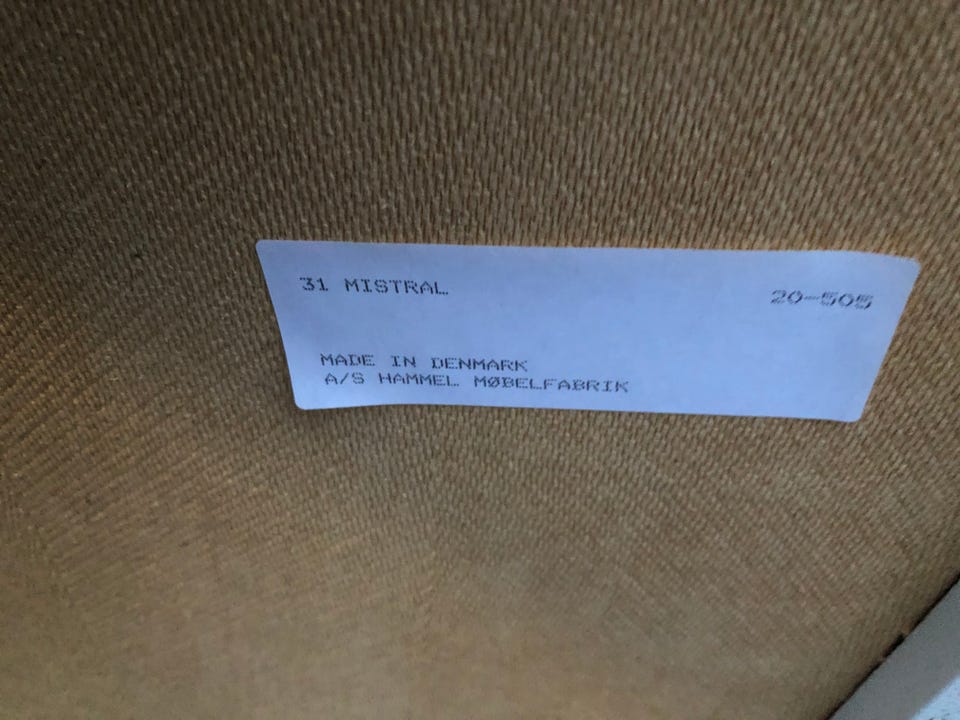 31 MISTRAL
20-505
MADE IN DENMARK
A/S HAMMEL MØBELFABRIK